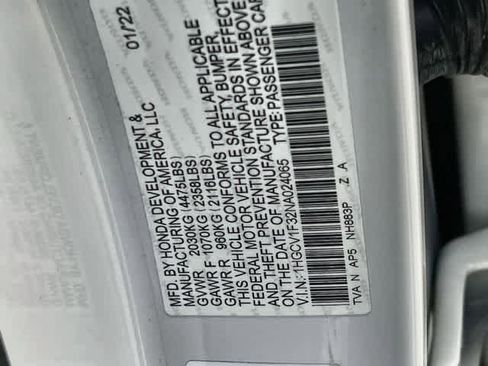 MFD. BY HONDA DEVELOPMENT & 01/22
MANUFACTURING OF AMERICA, LLC
GVWR 2030KG (4475LBS)
GAWR F 1070KG (2358LBS)
GAWR R 960KG (2116LBS)
THIS VEHICLE CONFORMS TO ALL APPLICABLE
FEDERAL MOTOR VEHICLE SAFETY, BUMPER,
AND THEFT PREVENTION STANDARDS IN EFFECT
ON THE DATE OF MANUFACTURE SHOWN ABOVE.
V.I.N.:1HGCV1F32NA024065 TYPE:PASSENGER CAR
TVA N AP5 NH883P Z A